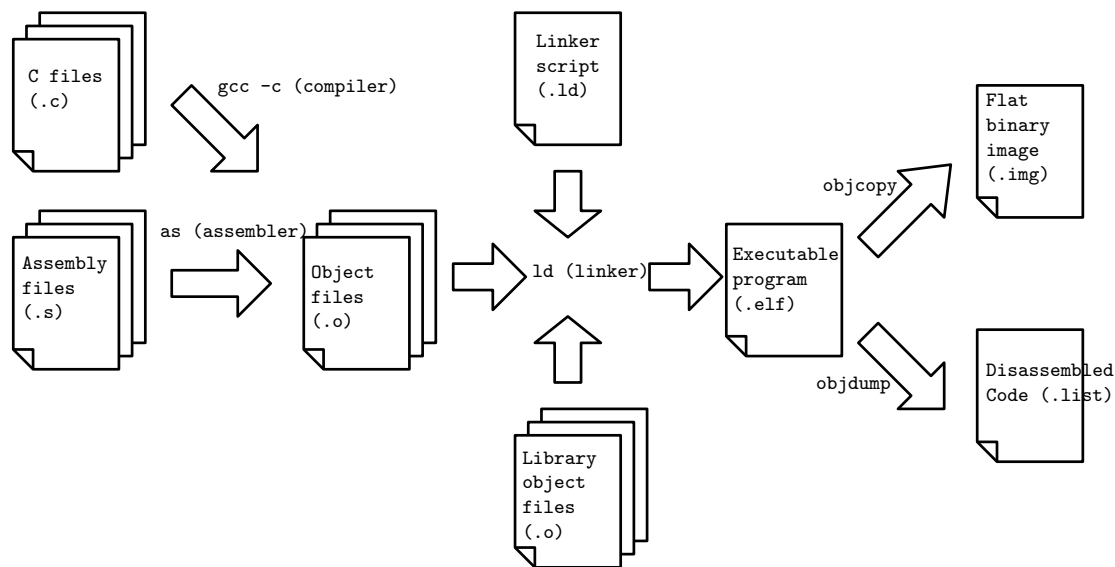 C files
(.c)
gcc -c (compiler)
Linker
script
(.ld)
Flat
binary
image
(.img)
objcopy
Assembly
files
(.s)
as (assembler)
Object
files
(.o)
ld (linker)
Executable
program
(.elf)
objdump
Disassembled
Code (.list)
Library
object
files
(.o)